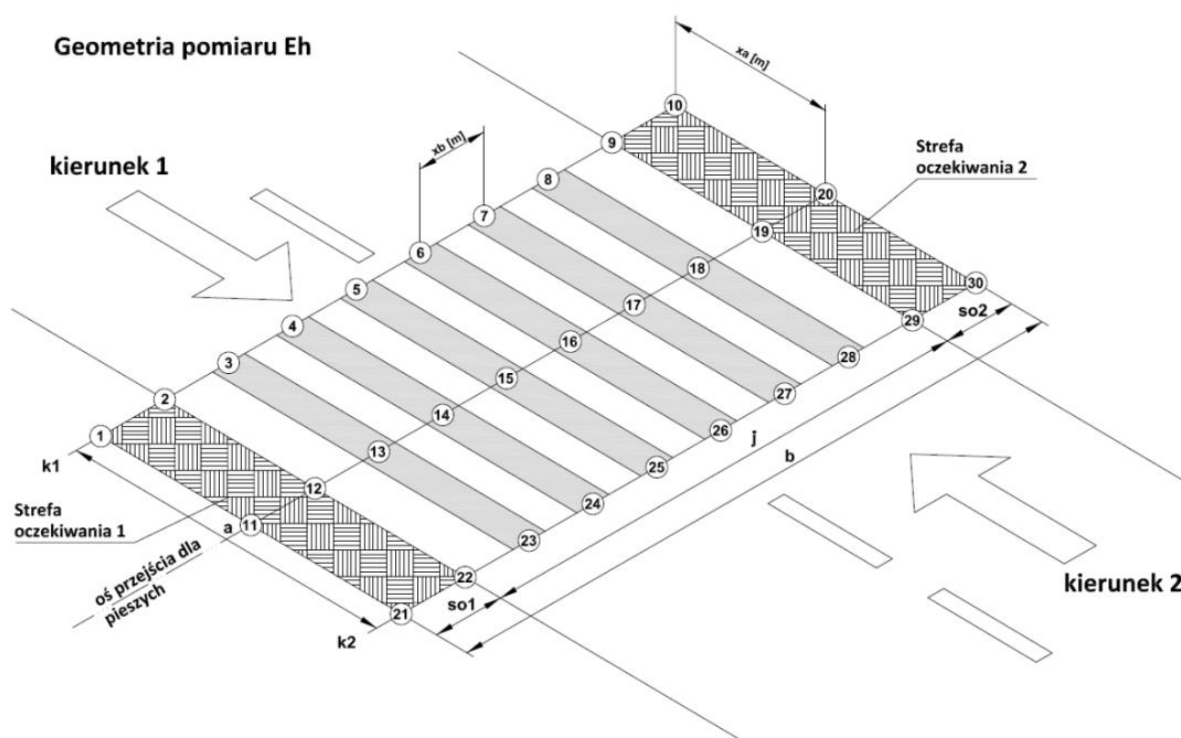 Geometria pomiaru Eh
xa [m]
10
9
xb [m]
kierunek 1
Strefa
oczekiwania 2
8
20
7
19
6
18
30
5
17
29
so2
4
16
28
3
15
27
2
14
26
j
1
13
25
b
k1
12
24
Strefa
oczekiwania 1
a
11
23
oś przejścia dla
pieszych
22
kierunek 2
so1
21
k2